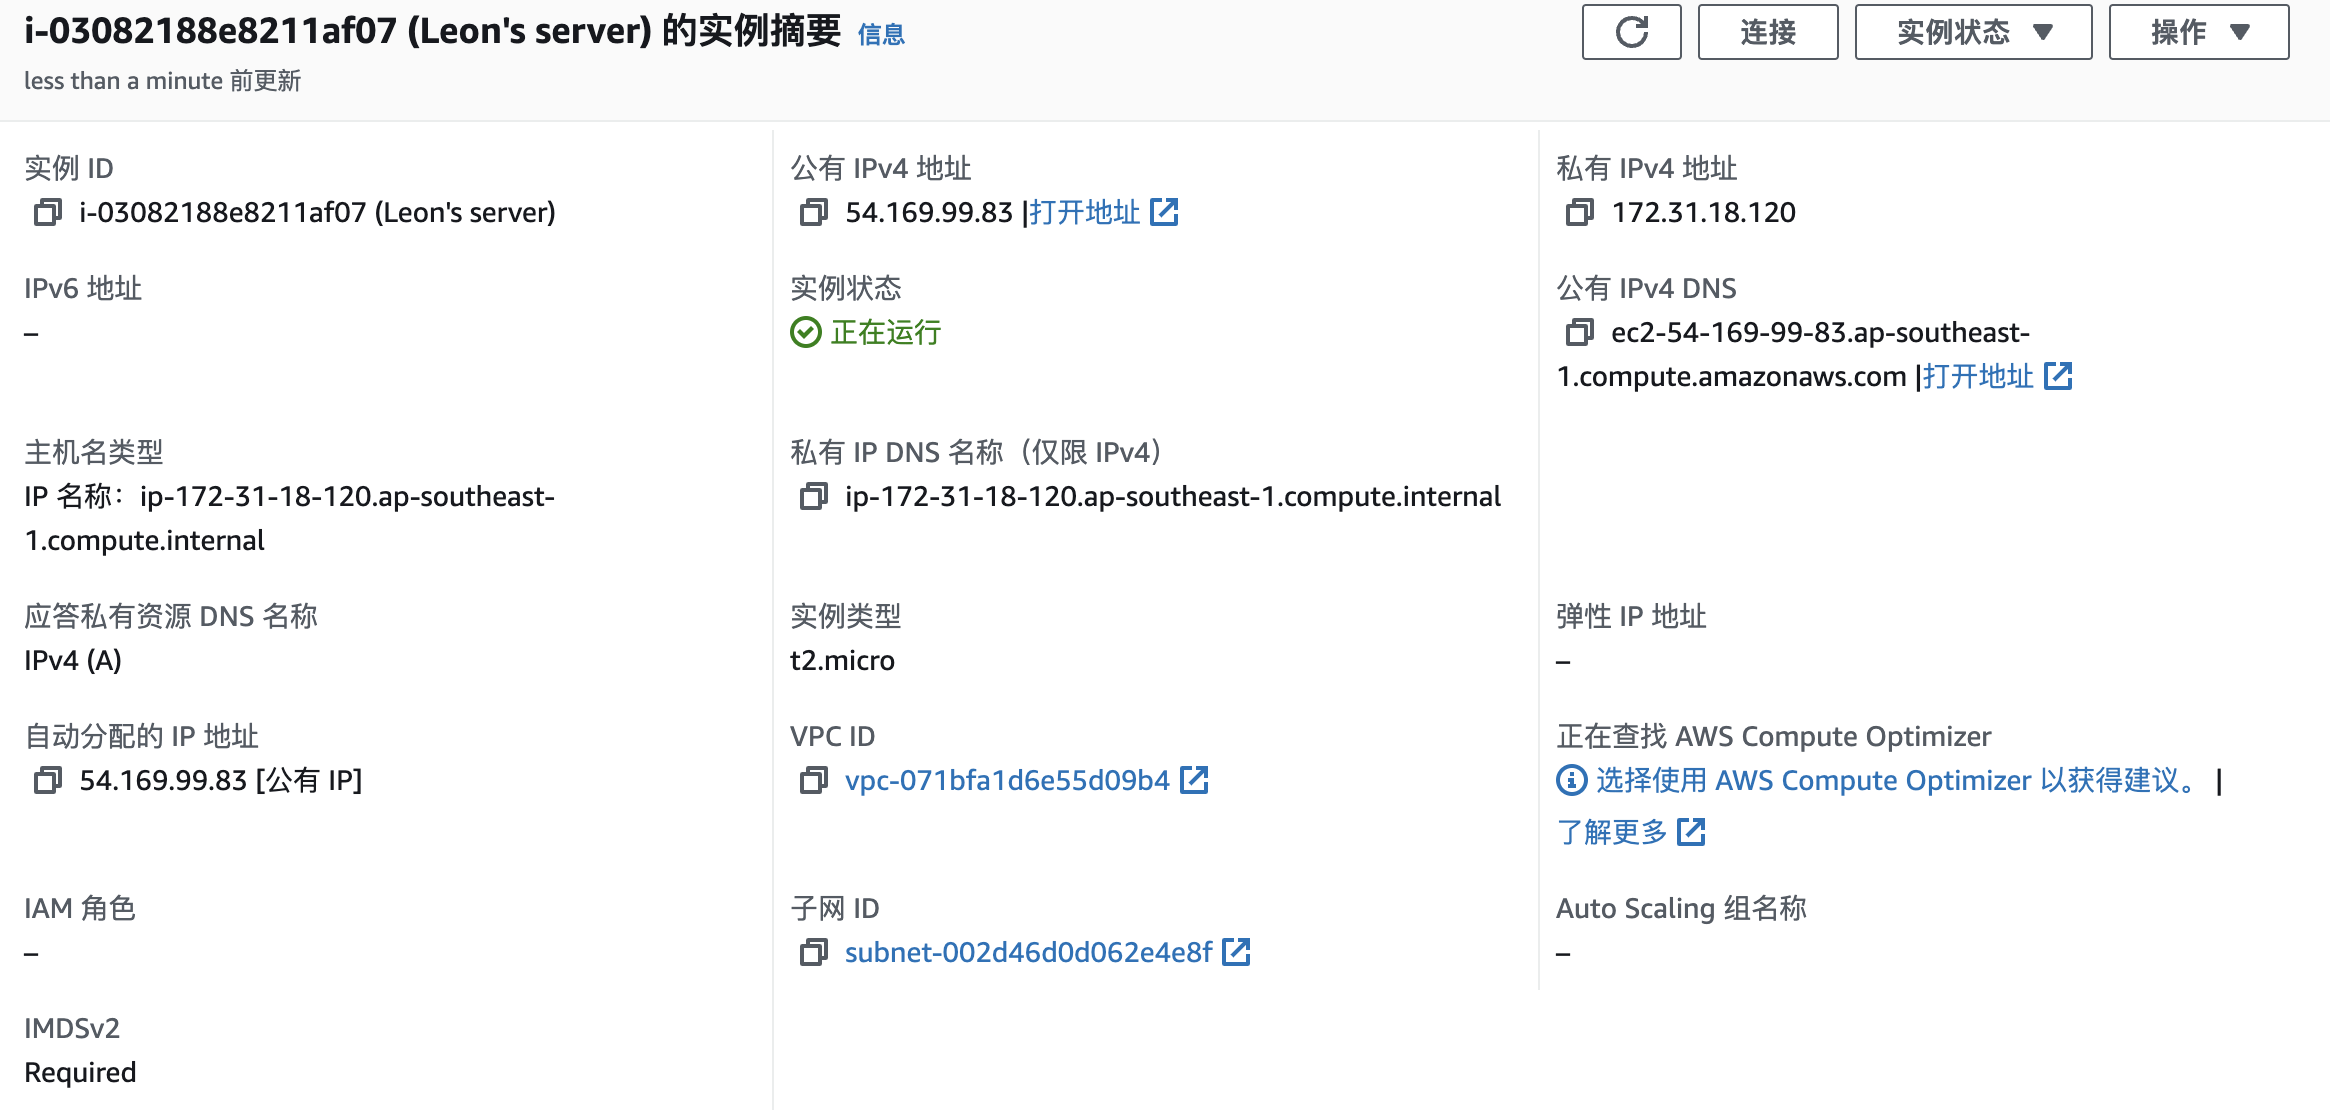 i-03082188e8211af07 (Leon's server) 的实例摘要 信息
连接
实例状态
操作
less than a minute 前更新
实例 ID
i-03082188e8211af07 (Leon's server)
公有 IPv4 地址
54.169.99.83 |打开地址
私有 IPv4 地址
172.31.18.120
IPv6 地址
–
实例状态
正在运行
公有 IPv4 DNS
ec2-54-169-99-83.ap-southeast-
1.compute.amazonaws.com |打开地址
主机名类型
IP 名称：ip-172-31-18-120.ap-southeast-
1.compute.internal
私有 IP DNS 名称（仅限 IPv4）
ip-172-31-18-120.ap-southeast-1.compute.internal
应答私有资源 DNS 名称
IPv4 (A)
实例类型
t2.micro
弹性 IP 地址
–
自动分配的 IP 地址
54.169.99.83 [公有 IP]
VPC ID
vpc-071bfa1d6e55d09b4
正在查找 AWS Compute Optimizer
选择使用 AWS Compute Optimizer 以获得建议。 |
了解更多
IAM 角色
–
子网 ID
subnet-002d46d0d062e4e8f
Auto Scaling 组名称
–
IMDSv2
Required